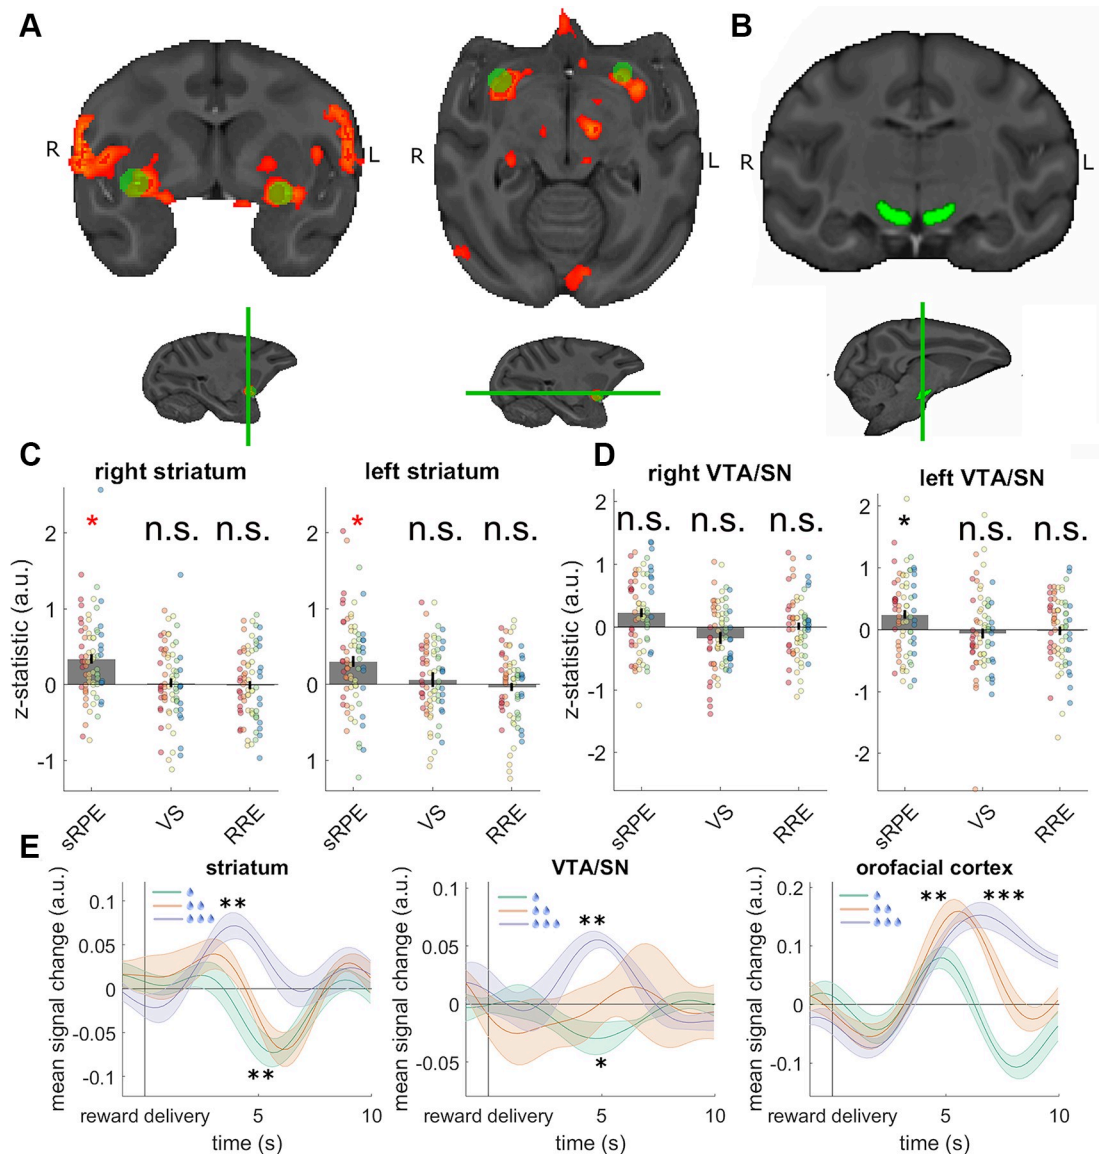 A
B
R
L
R
L
R
L
C
D
right striatum
left striatum
right VTA/SN
left VTA/SN
z-statistic (a.u.)
2
1
0
-1
*
n.s.
n.s.
sRPE
VS
RRE
2
1
0
1
*
n.s.
n.s.
sRPE
VS
RRE
z-statistic (a.u.)
2
1
0
-1
-2
n.s.
n.s.
n.s.
sRPE
VS
RRE
2
1
0
-1
-2
*
n.s.
n.s.
sRPE
VS
RRE
E
striatum
mean signal change (a.u.)
0.1
0.05
0
-0.05
-0.1
**
**
reward delivery
5
10
time (s)
VTA/SN
mean signal change (a.u.)
0.1
0.05
0
-0.05
**
*
reward delivery
5
10
time (s)
orofacial cortex
mean signal change (a.u.)
0.2
0.1
0
-0.1
**
***
reward delivery
5
10
time (s)